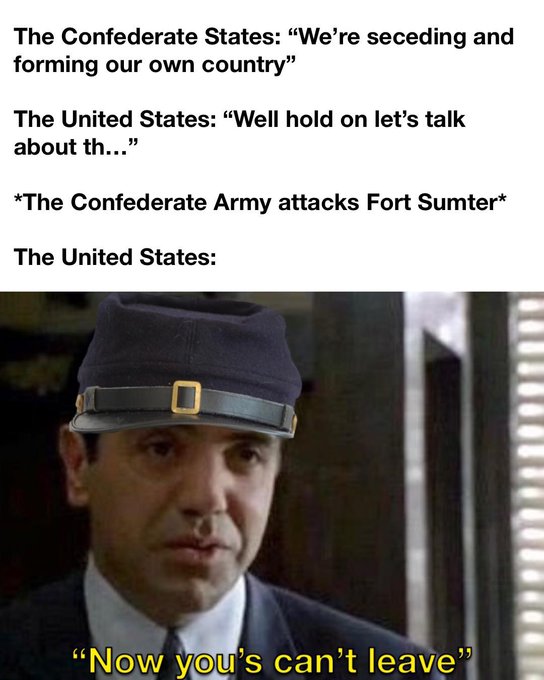 The Confederate States: “We’re seceding and
forming our own country”
The United States: “Well hold on let’s talk
about th…”
*The Confederate Army attacks Fort Sumter*
The United States:
“Now you’s can’t leave”